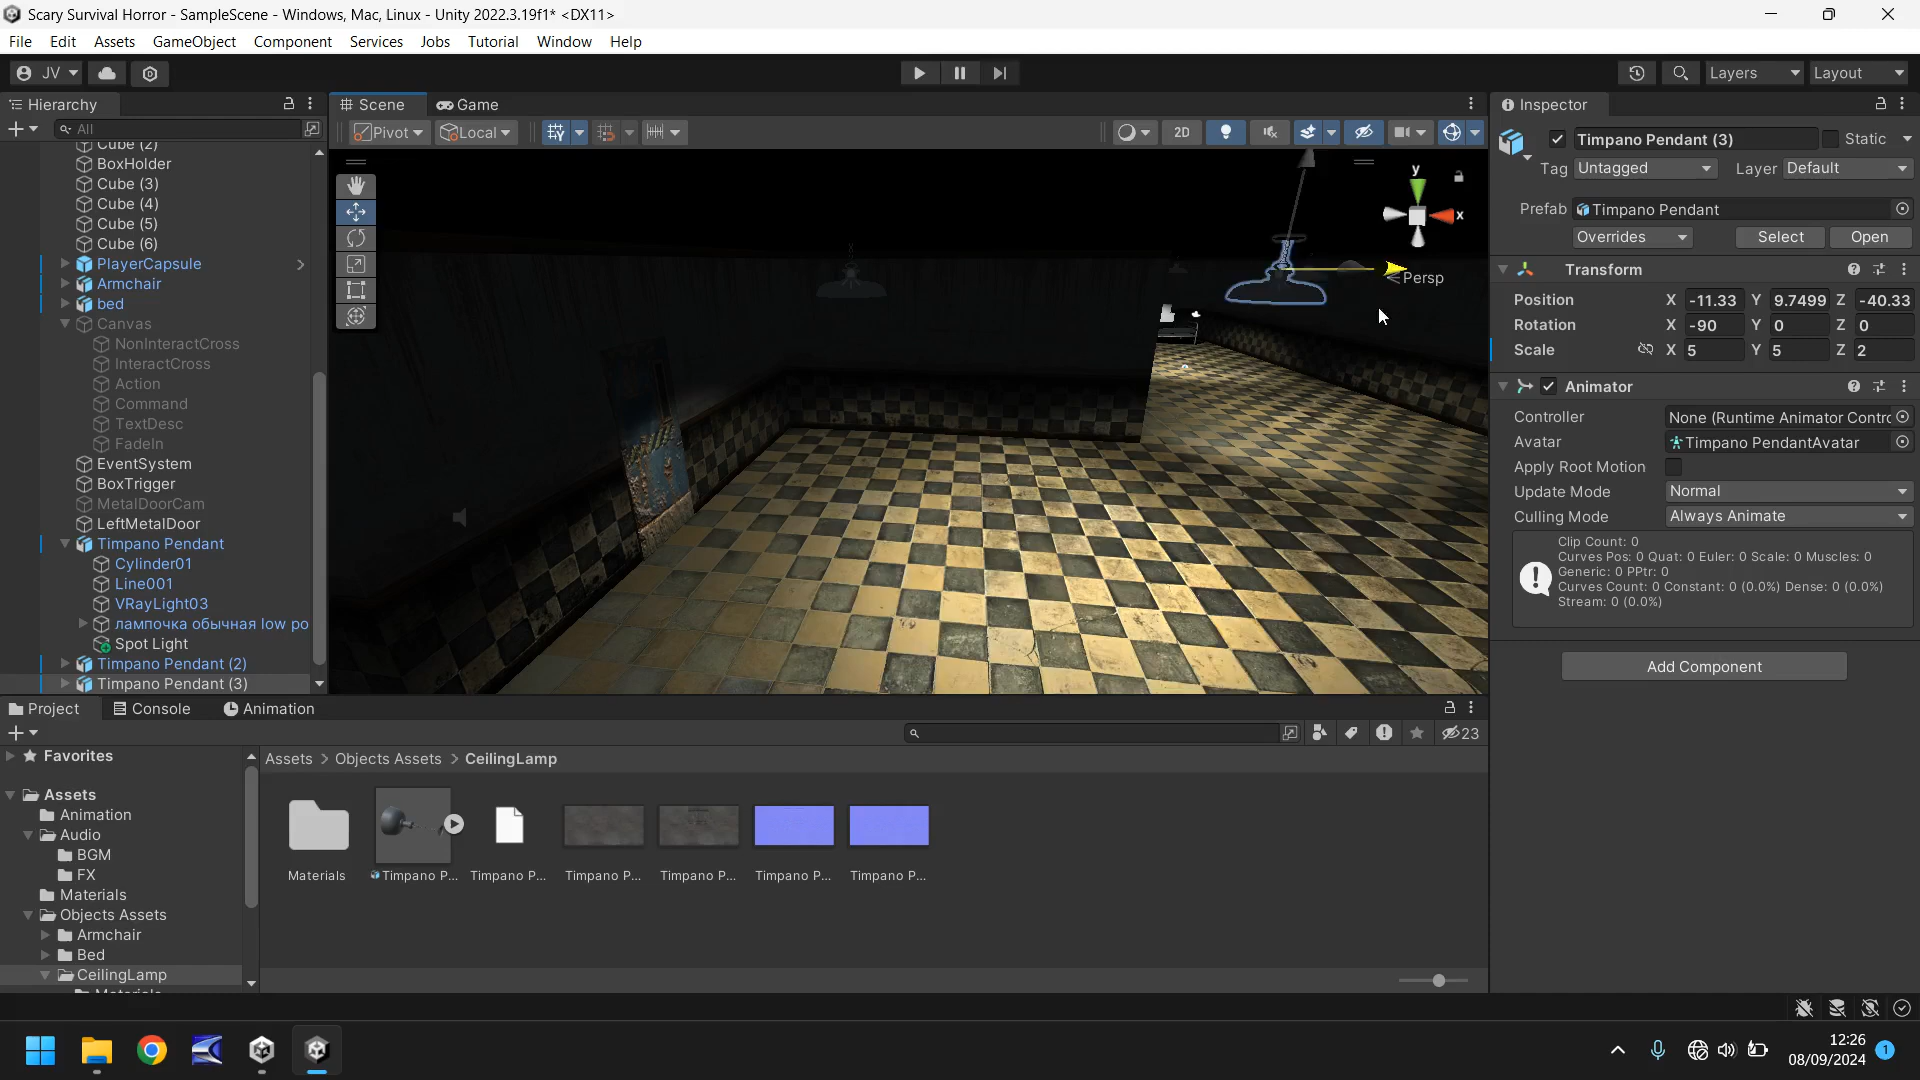 Scary Survival Horror - SampleScene - Windows, Mac, Linux - Unity 2022.3.19f1* <DX11>
File Edit Assets GameObject Component Services Jobs Tutorial Window Help
JV Layers Layout
Hierarchy Scene Game Inspector
All Pivot Local 2D Timpano Pendant (3) Static
Cube (2)
Tag Untagged Layer Default
BoxHolder
Cube (3)
Cube (4)
Prefab Timpano Pendant
Cube (5)
Overrides Select Open
Cube (6)
y
x
PlayerCapsule
Persp
Transform
Armchair
Position X -11.33 Y 9.7499 Z -40.33
bed
Rotation X -90 Y 0 Z 0
Canvas
Scale X 5 Y 5 Z 2
NonInteractCross
InteractCross
Animator
Action
Controller None (Runtime Animator Contrc
Command
Avatar Timpano PendantAvatar
TextDesc
Apply Root Motion
FadeIn
Update Mode Normal
EventSystem
Culling Mode Always Animate
BoxTrigger
Clip Count: 0
Curves Pos: 0 Quat: 0 Euler: 0 Scale: 0 Muscles: 0
Generic: 0 PPtr: 0
Curves Count: 0 Constant: 0 (0.0%) Dense: 0 (0.0%)
Stream: 0 (0.0%)
MetalDoorCam
LeftMetalDoor
Timpano Pendant
Cylinder01
Line001
VRayLight03
лампочка обычная low po
Spot Light
Timpano Pendant (2)
Timpano Pendant (3)
Add Component
Project Console Animation
23
Favorites
Assets > Objects Assets > CeilingLamp
Assets
Animation
Audio
BGM
FX
Materials
Objects Assets
Armchair
Bed
CeilingLamp
Materials
Materials Timpano P... Timpano P... Timpano P... Timpano P... Timpano P... Timpano P...
12:26
08/09/2024
1